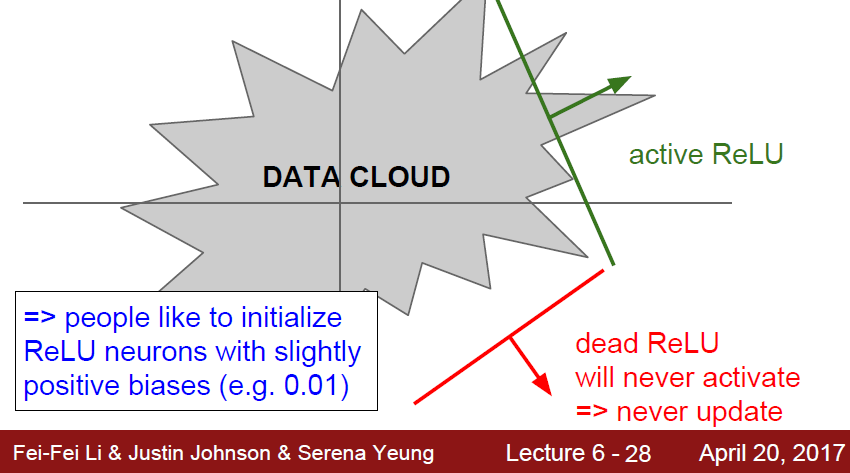 DATA CLOUD
active ReLU
=> people like to initialize
ReLU neurons with slightly
positive biases (e.g. 0.01)
dead ReLU
will never activate
=> never update
Fei-Fei Li & Justin Johnson & Serena Yeung
Lecture 6 - 28
April 20, 2017